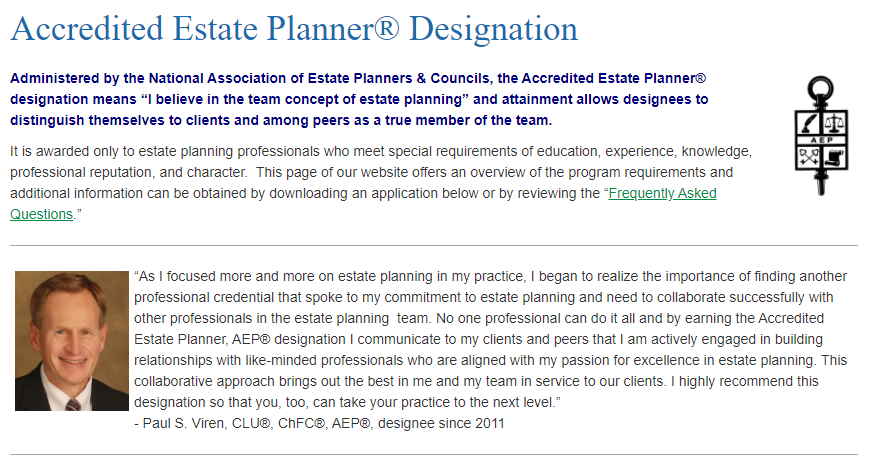 Accredited Estate Planner® Designation
Administered by the National Association of Estate Planners & Councils, the Accredited Estate Planner®
designation means “I believe in the team concept of estate planning” and attainment allows designees to
distinguish themselves to clients and among peers as a true member of the team.
AEP
It is awarded only to estate planning professionals who meet special requirements of education, experience, knowledge,
professional reputation, and character.  This page of our website offers an overview of the program requirements and
additional information can be obtained by downloading an application below or by reviewing the “Frequently Asked
Questions.”
“As I focused more and more on estate planning in my practice, I began to realize the importance of finding another
professional credential that spoke to my commitment to estate planning and need to collaborate successfully with
other professionals in the estate planning  team. No one professional can do it all and by earning the Accredited
Estate Planner, AEP® designation I communicate to my clients and peers that I am actively engaged in building
relationships with like-minded professionals who are aligned with my passion for excellence in estate planning. This
collaborative approach brings out the best in me and my team in service to our clients. I highly recommend this
designation so that you, too, can take your practice to the next level.”
- Paul S. Viren, CLU®, ChFC®, AEP®, designee since 2011